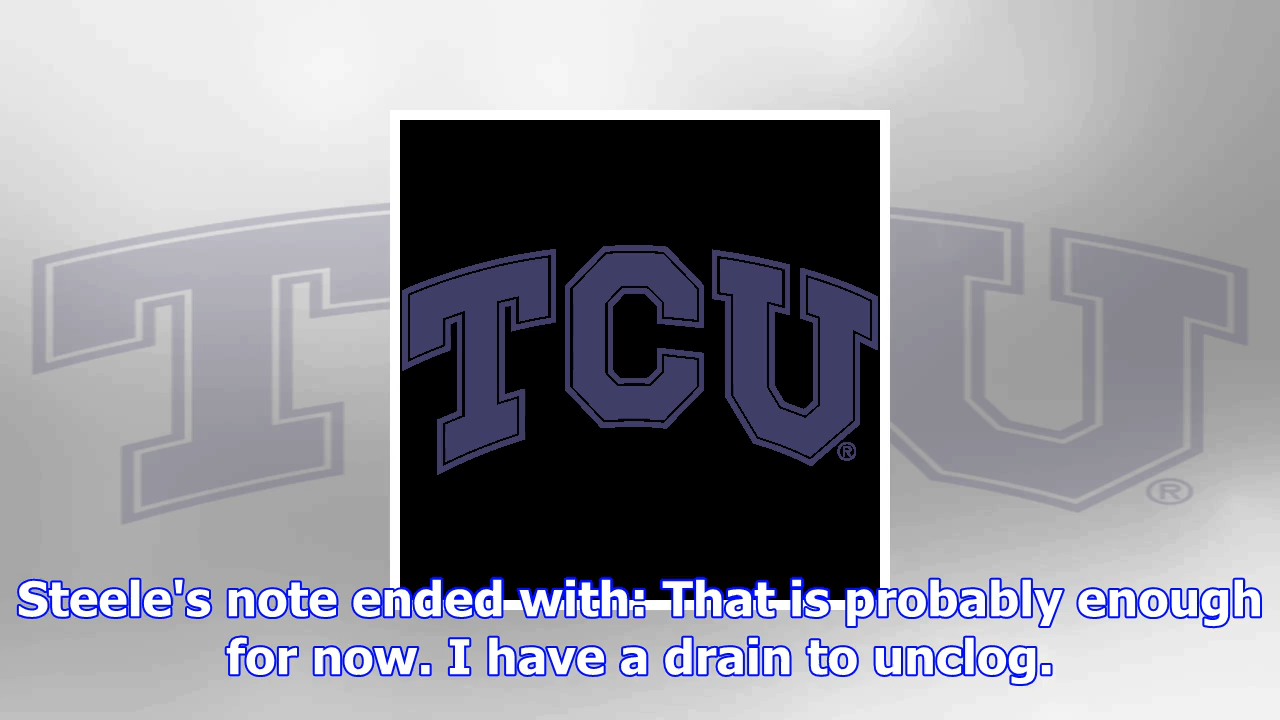 TCU
®
Steele's note ended with: That is probably enough
for now. I have a drain to unclog.